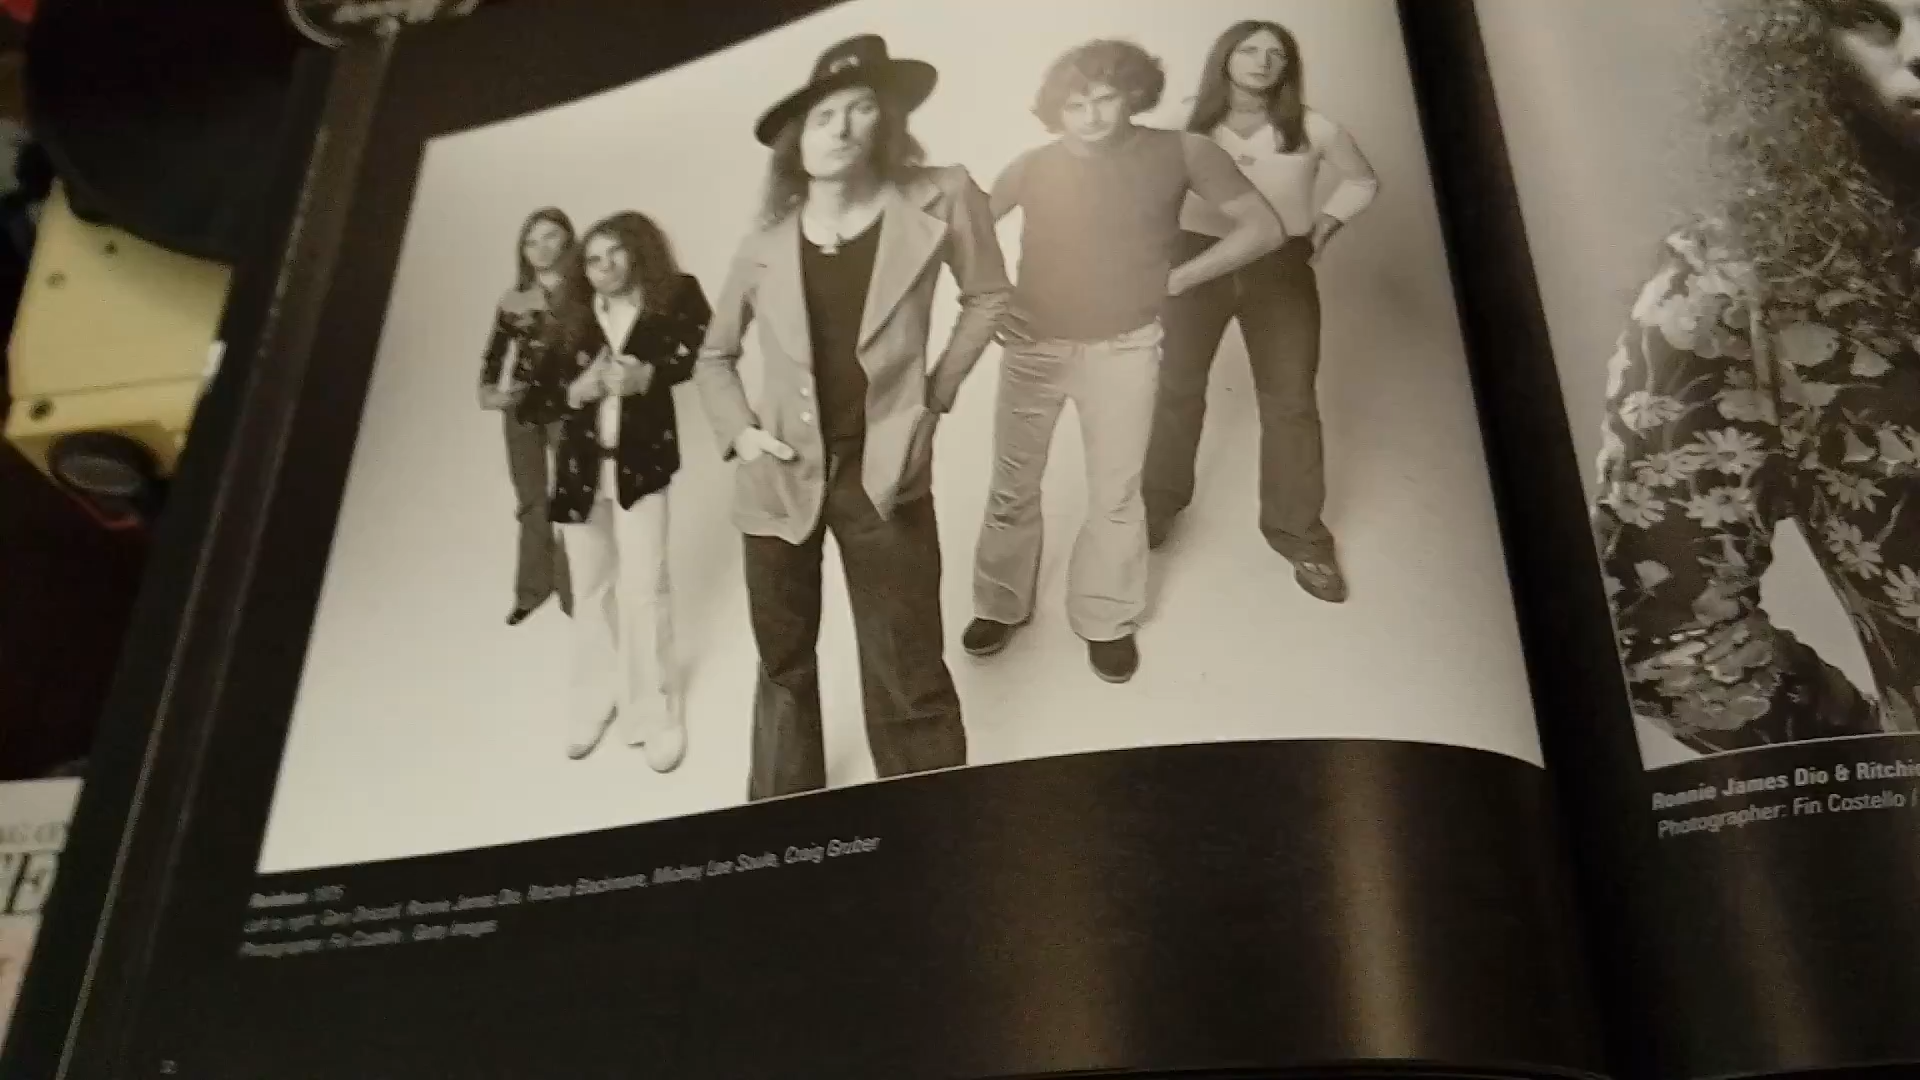 Rainbow 1975
Left to right: Gary Driscoll, Ronnie James Dio, Ritchie Blackmore, Mickey Lee Soule, Craig Gruber
Photographer: Fin Costello / Getty Images
Ronnie James Dio & Ritchie
Photographer: Fin Costello /